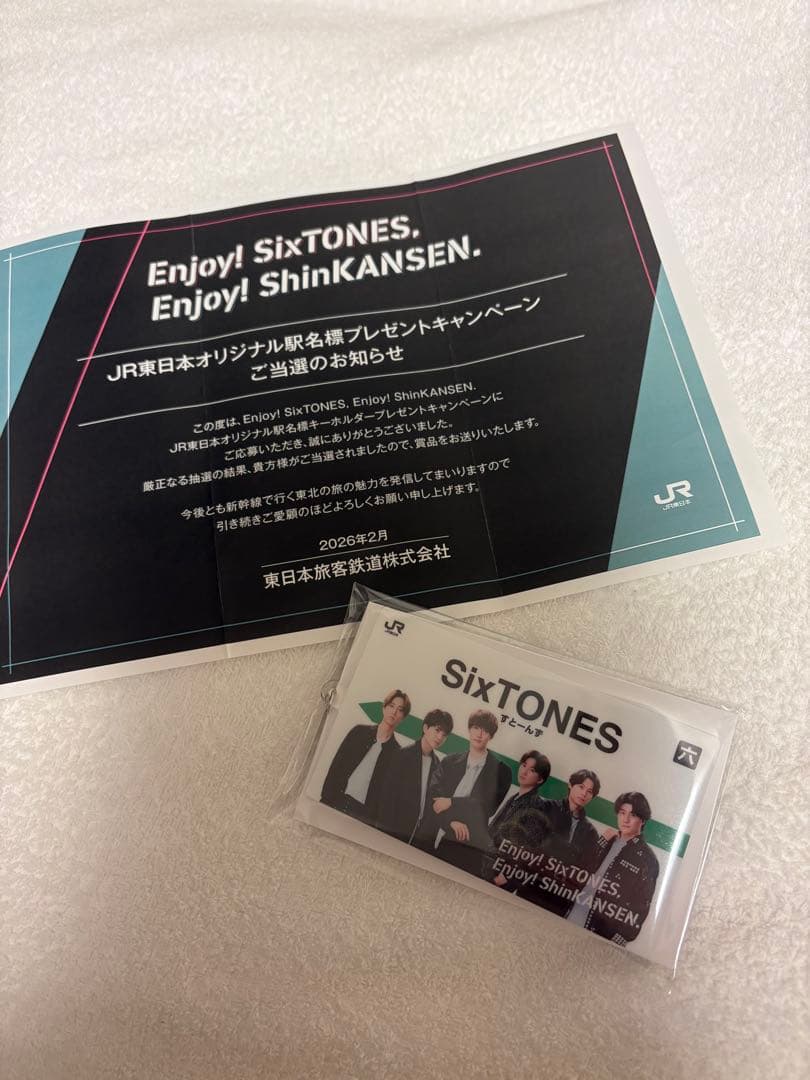 Enjoy! SixTONES,
Enjoy! ShinKANSEN.
JR東日本オリジナル駅名標プレゼントキャンペーン
ご当選のお知らせ
この度は、Enjoy! SixTONES, Enjoy! ShinKANSEN.
JR東日本オリジナル駅名標キーホルダープレゼントキャンペーンに
ご応募いただき、誠にありがとうございました。
厳正なる抽選の結果、貴方様がご当選されましたので、賞品をお送りいたします。
今後とも新幹線で行く東北の旅の魅力を発信してまいりますので
引き続きご愛顧のほどよろしくお願い申し上げます。
2026年2月
東日本旅客鉄道株式会社
JR
JR東日本
JR
SixTONES
すとーんず
六
Enjoy! SixTONES,
Enjoy! ShinKANSEN.